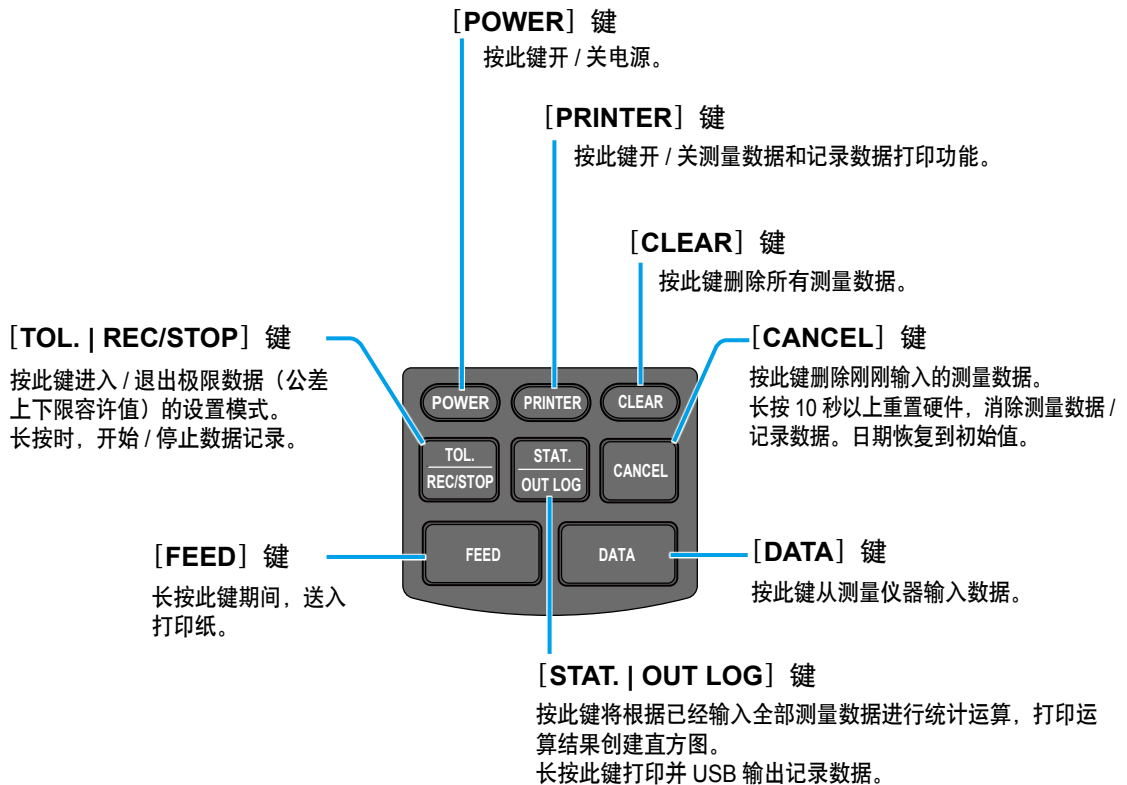 ［POWER］键
按此键开 / 关电源。
［PRINTER］键
按此键开 / 关测量数据和记录数据打印功能。
［CLEAR］键
按此键删除所有测量数据。
［TOL. | REC/STOP］键
按此键进入 / 退出极限数据（公差
上下限容许值）的设置模式。
长按时，开始 / 停止数据记录。
［CANCEL］键
按此键删除刚刚输入的测量数据。
长按 10 秒以上重置硬件，消除测量数据 /
记录数据。日期恢复到初始值。
POWER
PRINTER
CLEAR
TOL.
REC/STOP
STAT.
OUT LOG
CANCEL
FEED
DATA
［FEED］键
长按此键期间，送入
打印纸。
［DATA］键
按此键从测量仪器输入数据。
［STAT. | OUT LOG］键
按此键将根据已经输入全部测量数据进行统计运算，打印运
算结果创建直方图。
长按此键打印并 USB 输出记录数据。